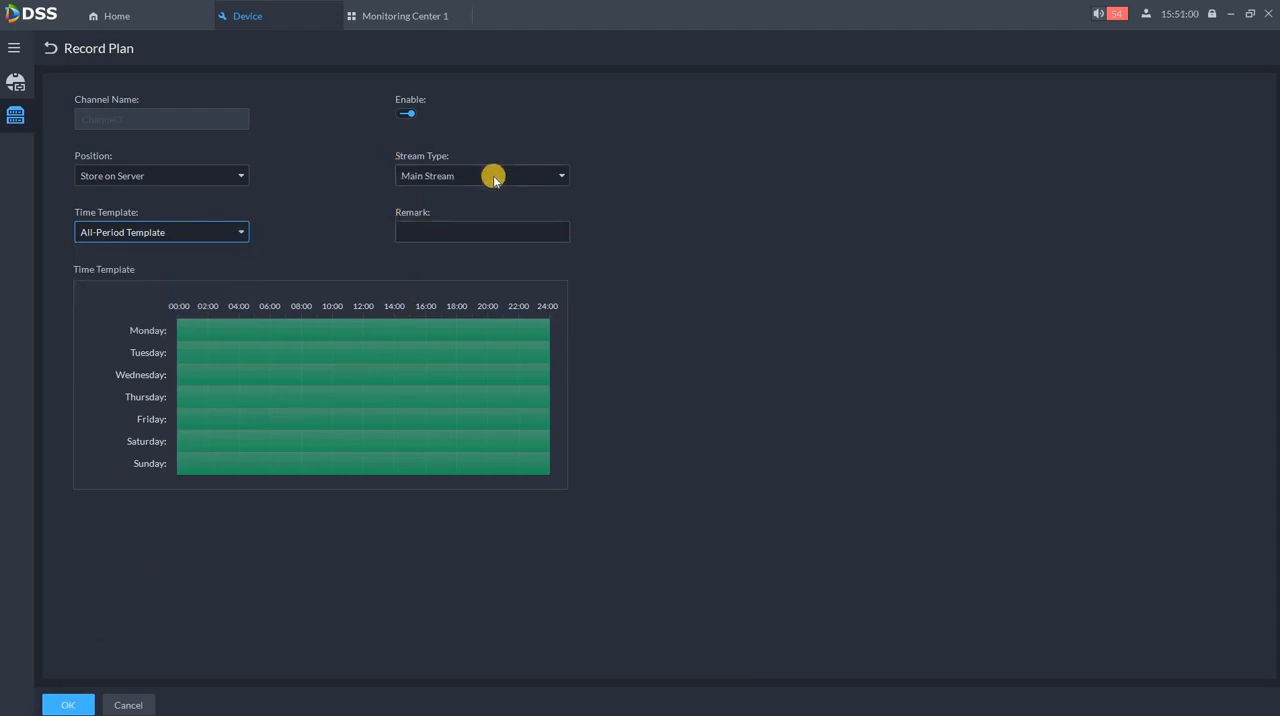 DSS
Home
Device
Monitoring Center 1
54
15:51:00
Record Plan
Channel Name:
Enable:
Position:
Stream Type:
Store on Server
Main Stream
Time Template:
Remark:
All-Period Template
Time Template
00:00 02:00 04:00 06:00 08:00 10:00 12:00 14:00 16:00 18:00 20:00 22:00 24:00
Monday:
Tuesday:
Wednesday:
Thursday:
Friday:
Saturday:
Sunday:
OK
Cancel